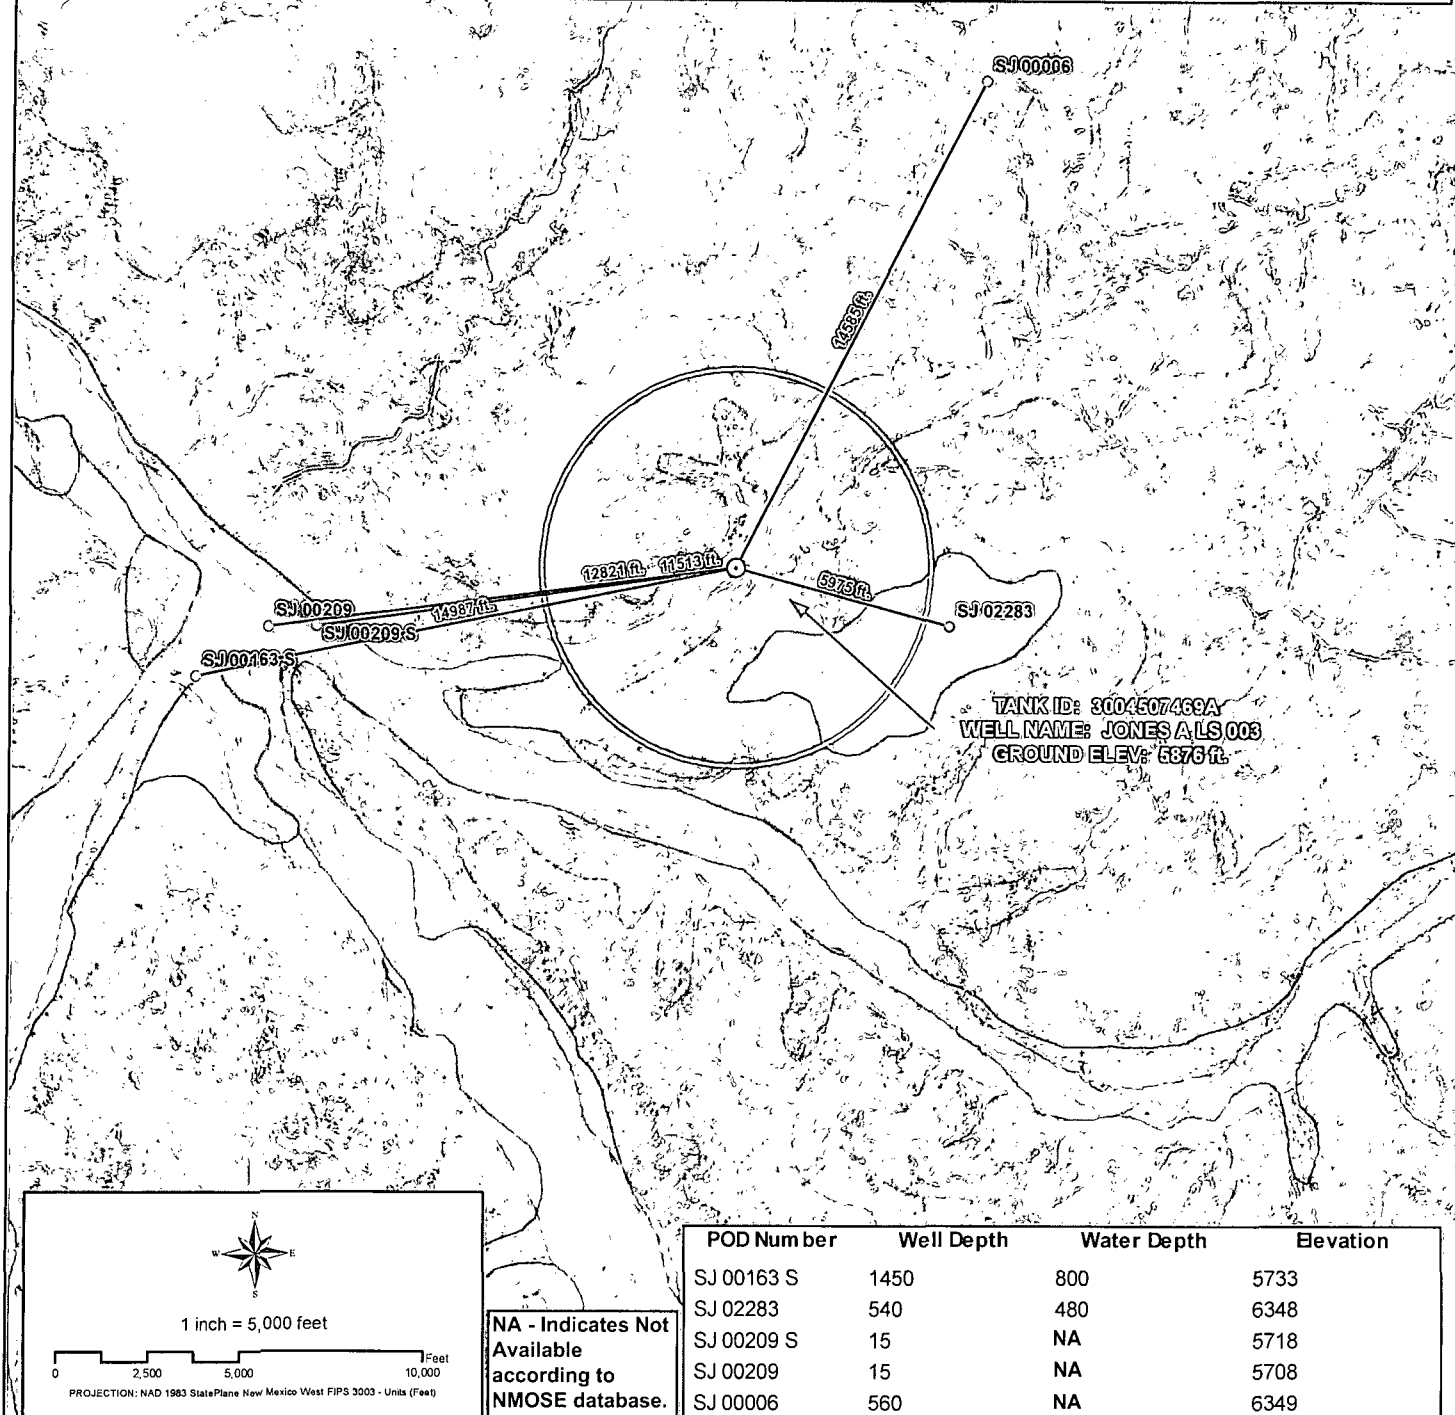 SJ 00006
14585 ft.
12821 ft.
11513 ft.
5975 ft.
SJ 00209
14987 ft.
SJ 02283
SJ 00209 S
SJ 00163 S
TANK ID: 3004507469A
WELL NAME: JONES A LS 003
GROUND ELEV: 5876 ft.
N
W E
S
1 inch = 5,000 feet
Feet
0 2,500 5,000 10,000
PROJECTION: NAD 1983 StatePlane New Mexico West FIPS 3003 - Units (Feet)
NA - Indicates Not
Available
according to
NMOSE database.
POD Number Well Depth Water Depth Elevation
SJ 00163 S 1450 800 5733
SJ 02283 540 480 6348
SJ 00209 S 15 NA 5718
SJ 00209 15 NA 5708
SJ 00006 560 NA 6349